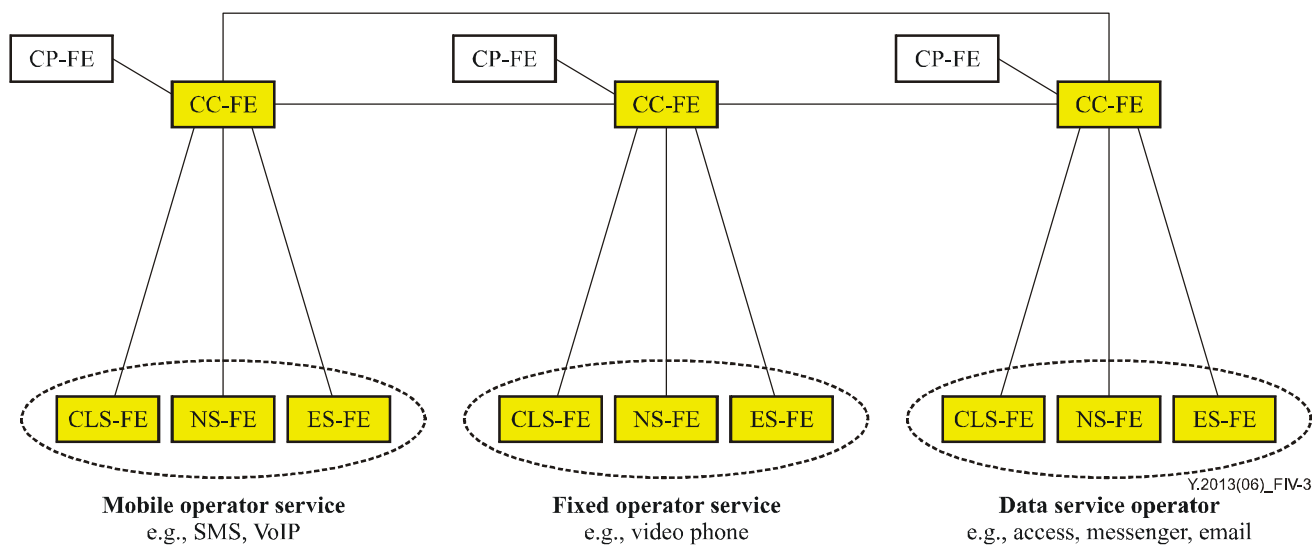 CP-FE
CP-FE
CP-FE
CC-FE
CC-FE
CC-FE
CLS-FE
NS-FE
ES-FE
CLS-FE
NS-FE
ES-FE
CLS-FE
NS-FE
ES-FE
Y.2013(06)_FIV-3
Mobile operator service
e.g., SMS, VoIP
Fixed operator service
e.g., video phone
Data service operator
e.g., access, messenger, email